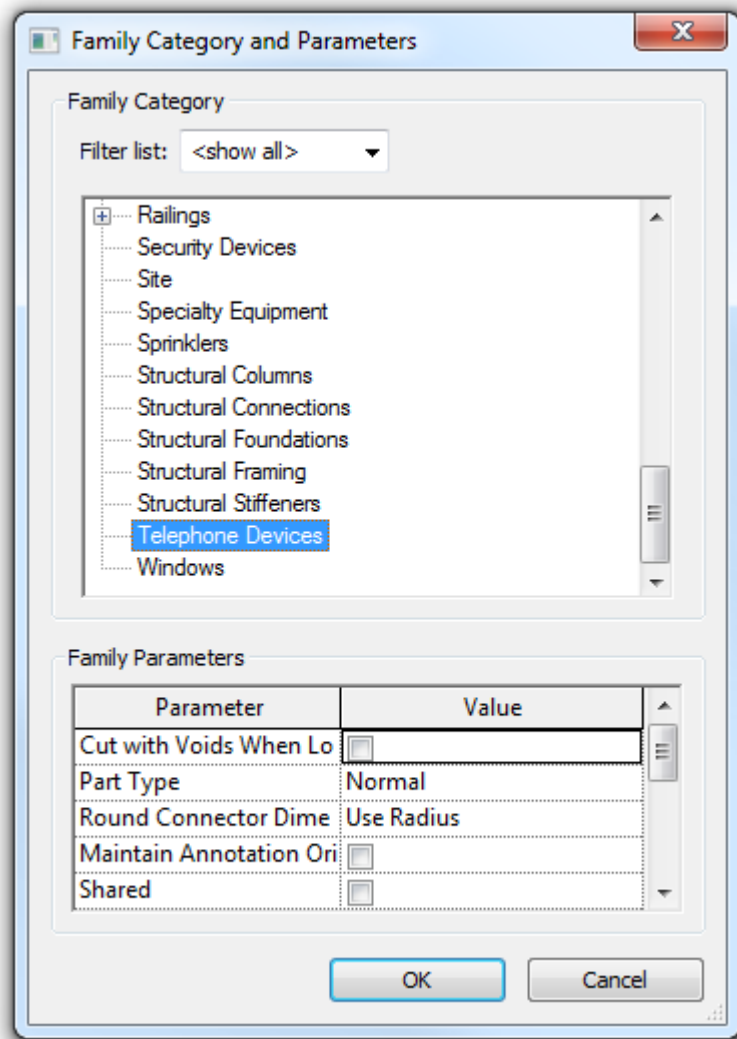 Family Category and Parameters
Family Category
Filter list: <show all>
Railings
Security Devices
Site
Specialty Equipment
Sprinklers
Structural Columns
Structural Connections
Structural Foundations
Structural Framing
Structural Stiffeners
Telephone Devices
Windows
Family Parameters
Parameter Value
Cut with Voids When Lo
Part Type Normal
Round Connector Dime Use Radius
Maintain Annotation Ori
Shared
OK Cancel